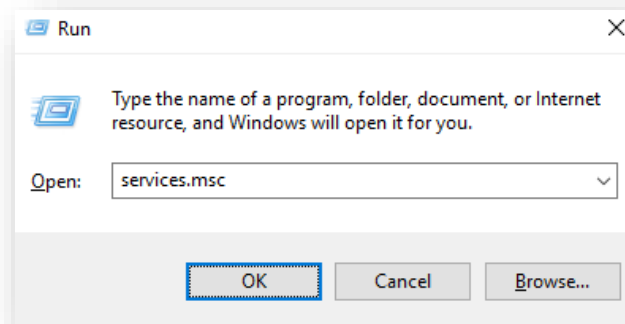 Run
Type the name of a program, folder, document, or Internet
resource, and Windows will open it for you.
Open: services.msc
OK Cancel Browse...